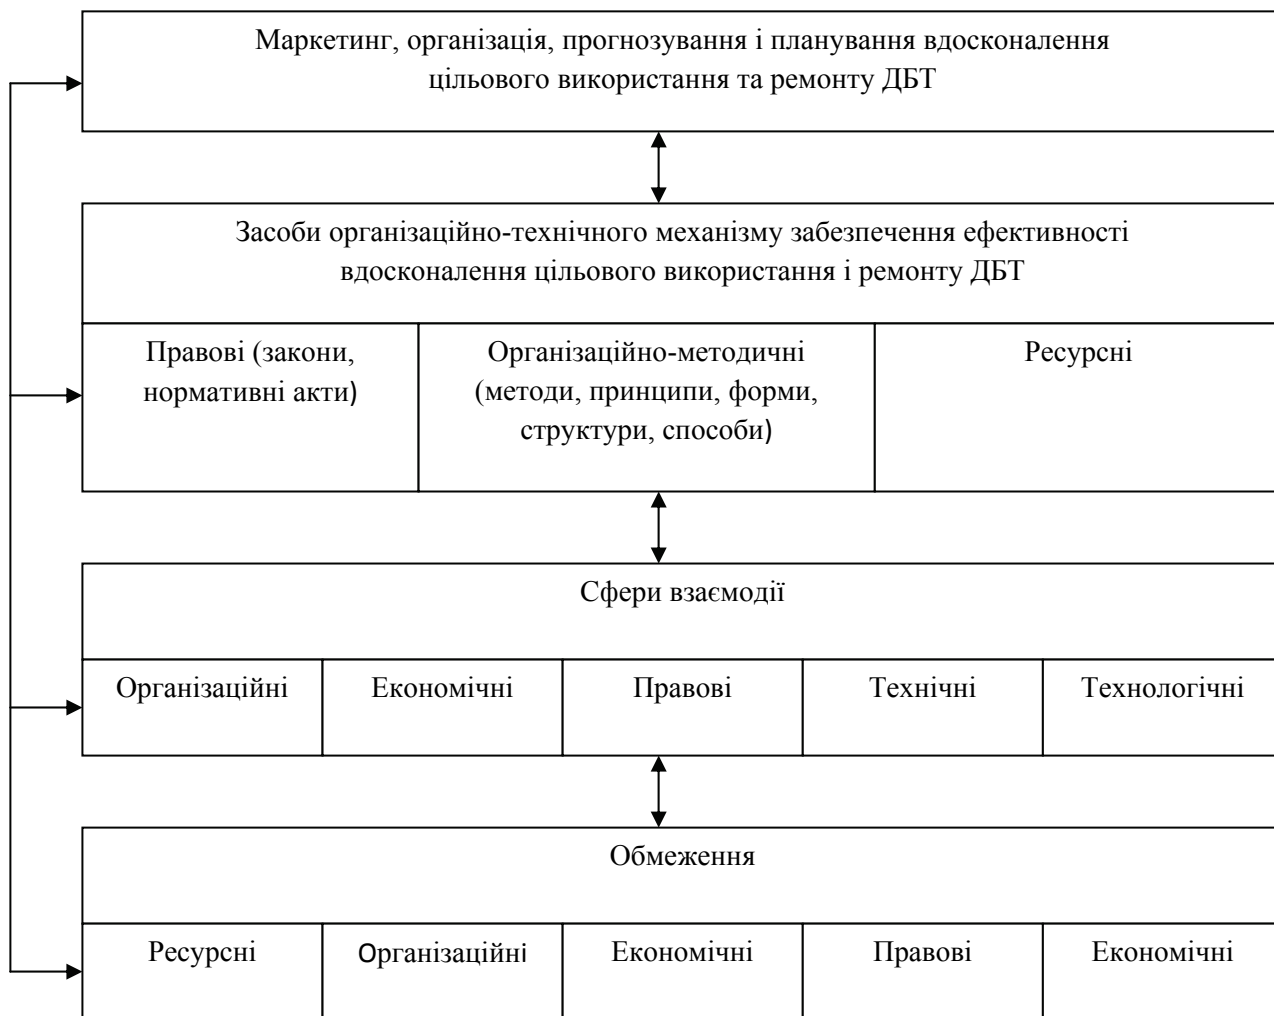 Маркетинг, організація, прогнозування і планування вдосконалення
цільового використання та ремонту ДБТ
Засоби організаційно-технічного механізму забезпечення ефективності
вдосконалення цільового використання і ремонту ДБТ
Правові (закони,
нормативні акти)
Організаційно-методичні
(методи, принципи, форми,
структури, способи)
Ресурсні
Сфери взаємодії
Організаційні
Економічні
Правові
Технічні
Технологічні
Обмеження
Ресурсні
Організаційні
Економічні
Правові
Економічні